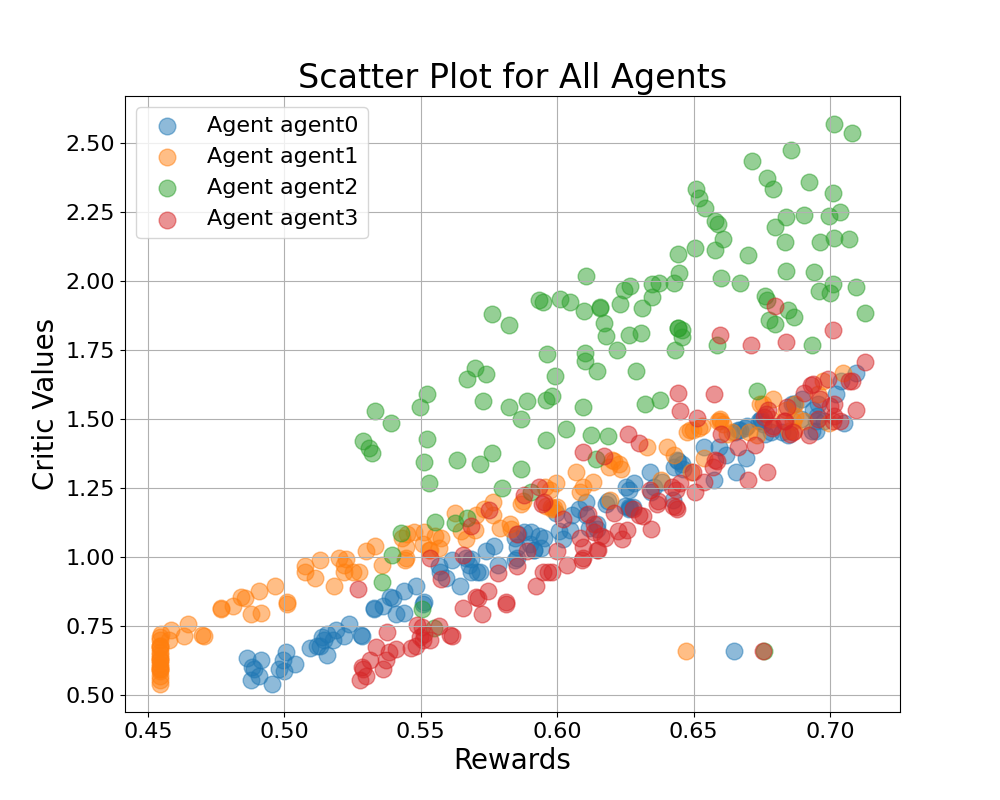 Scatter Plot for All Agents
Agent agent0
Agent agent1
Agent agent2
Agent agent3
Critic Values
2.50
2.25
2.00
1.75
1.50
1.25
1.00
0.75
0.50
0.45 0.50 0.55 0.60 0.65 0.70
Rewards